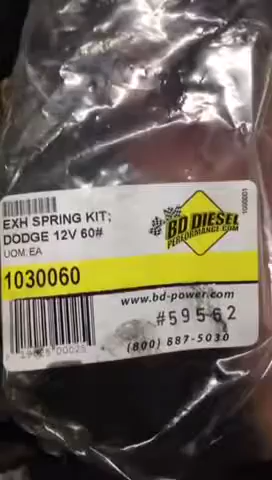 EXH SPRING KIT;
DODGE 12V 60#
UOM:EA
BD DIESEL
PERFORMANCE.COM
1030060
www.bd-power.com
#59562
(800) 887-5030